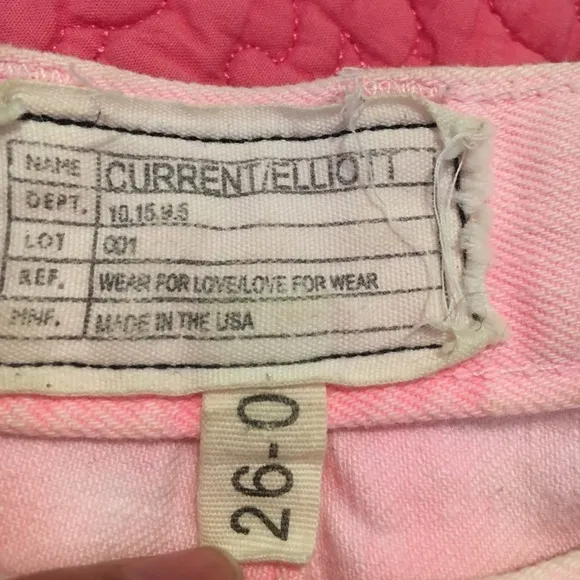 NAME CURRENT/ELLIOTT
DEPT. 10.15.9.5
LOT 001
REF. WEAR FOR LOVE/LOVE FOR WEAR
MNF. MADE IN THE USA
26-0